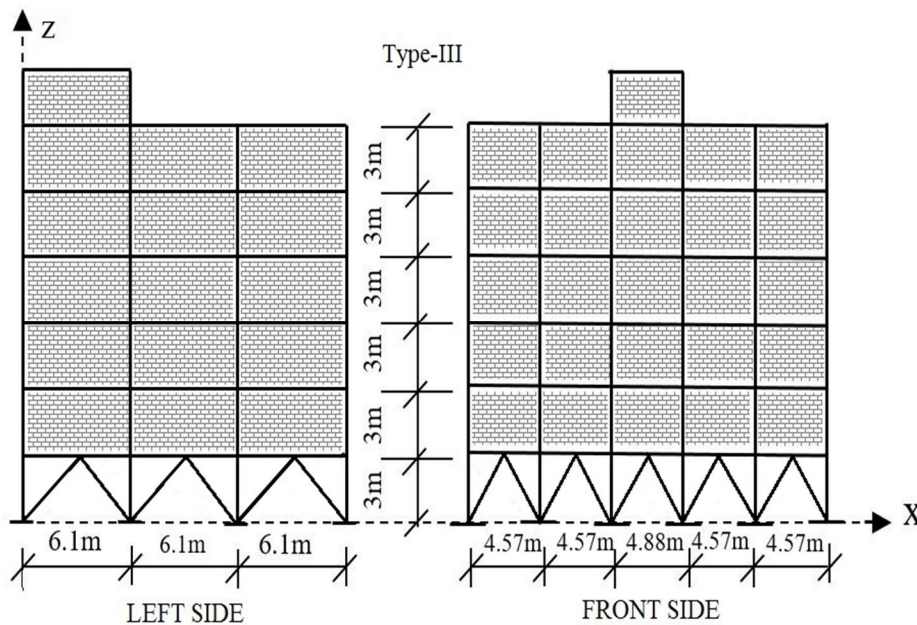 Z
Type-III
3m
3m
3m
3m
3m
3m
X
6.1m 6.1m 6.1m
4.57m 4.57m 4.88m 4.57m 4.57m
LEFT SIDE
FRONT SIDE